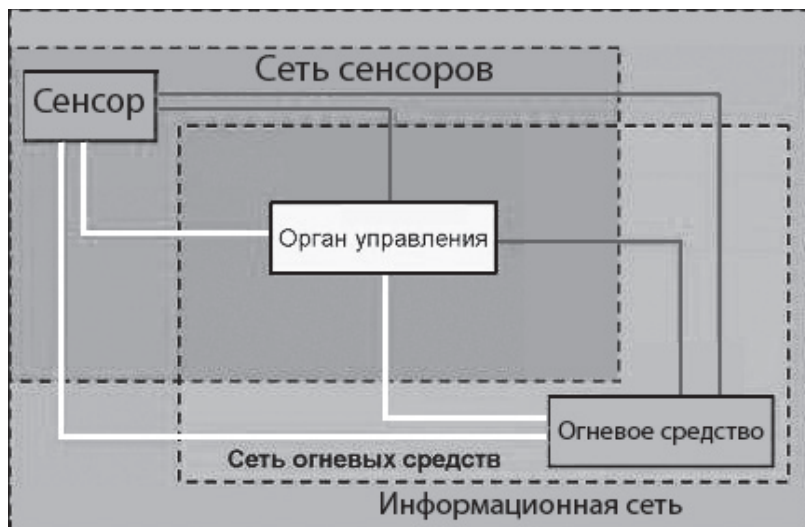 Сеть сенсоров
Сенсор
Орган управления
Огневое средство
Сеть огневых средств
Информационная сеть